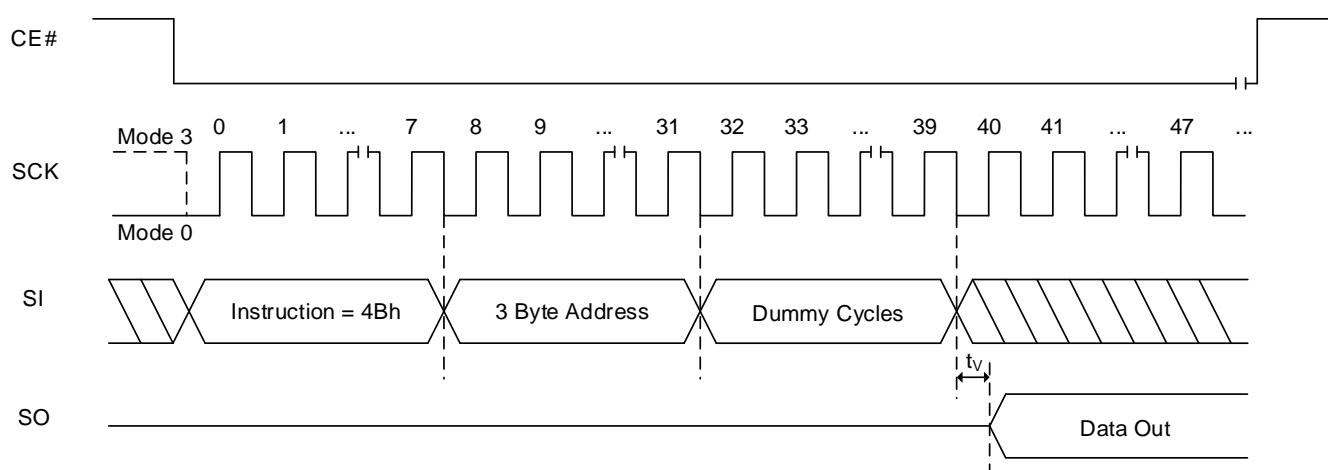 CE#
Mode 3 0 1 ... 7 8 9 ... 31 32 33 ... 39 40 41 ... 47 ...
SCK
Mode 0
SI Instruction = 4Bh 3 Byte Address Dummy Cycles
tV
SO Data Out